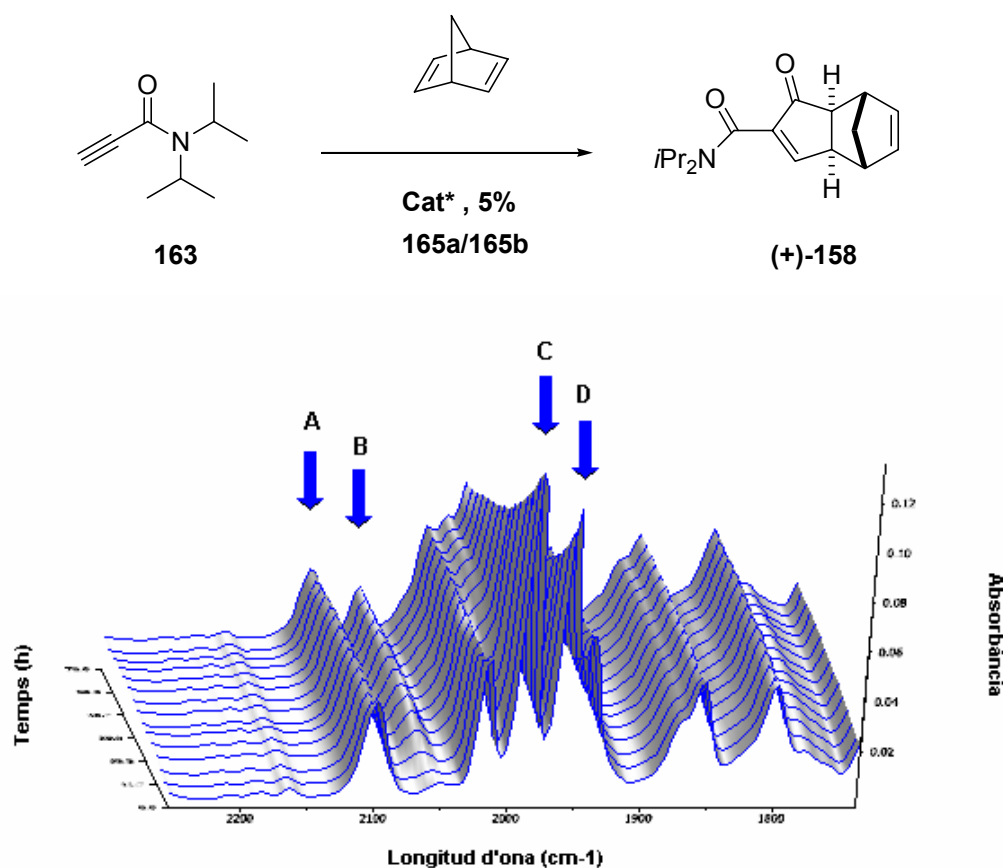 O
N
163
Cat* , 5%
165a/165b
O
O
H
iPr2N
H
(+)-158
A
B
C
D
0.12
0.10
0.08
0.06
0.04
0.02
Absorbància
Temps (h)
2200 2100 2000 1900 1800
Longitud d'ona (cm-1)